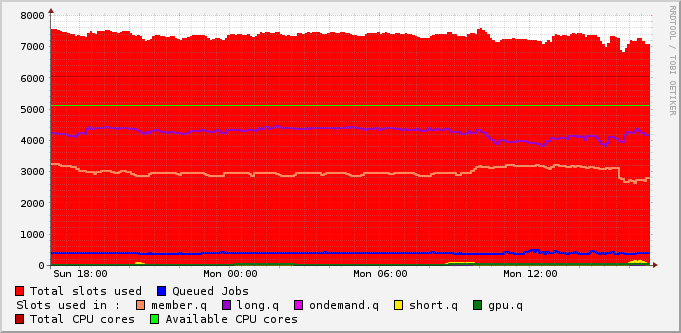 8000
7000
6000
5000
4000
3000
2000
1000
0
Sun 18:00 Mon 00:00 Mon 06:00 Mon 12:00
Total slots used Queued Jobs
Slots used in : member.q long.q ondemand.q short.q gpu.q
Total CPU cores Available CPU cores
RRDTOOL / TOBI OETIKER